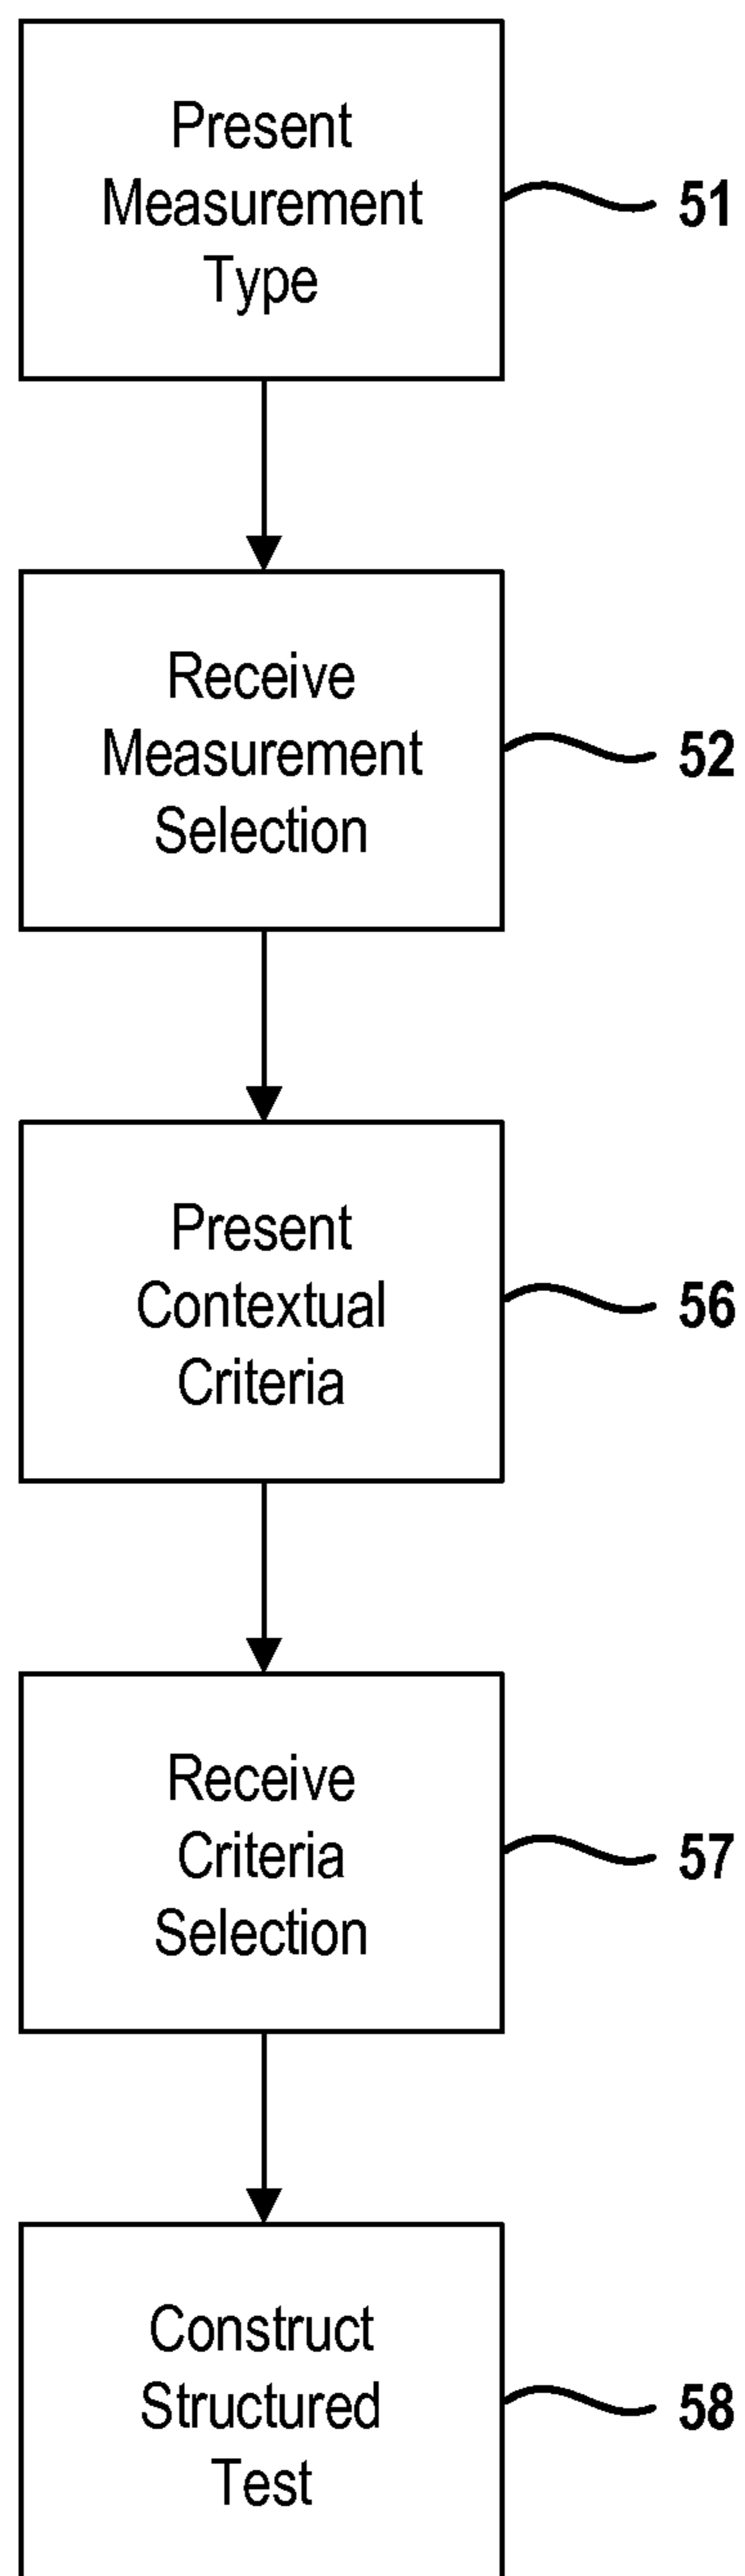 Present
Measurement
Type
51
Receive
Measurement
Selection
52
Present
Contextual
Criteria
56
Receive
Criteria
Selection
57
Construct
Structured
Test
58